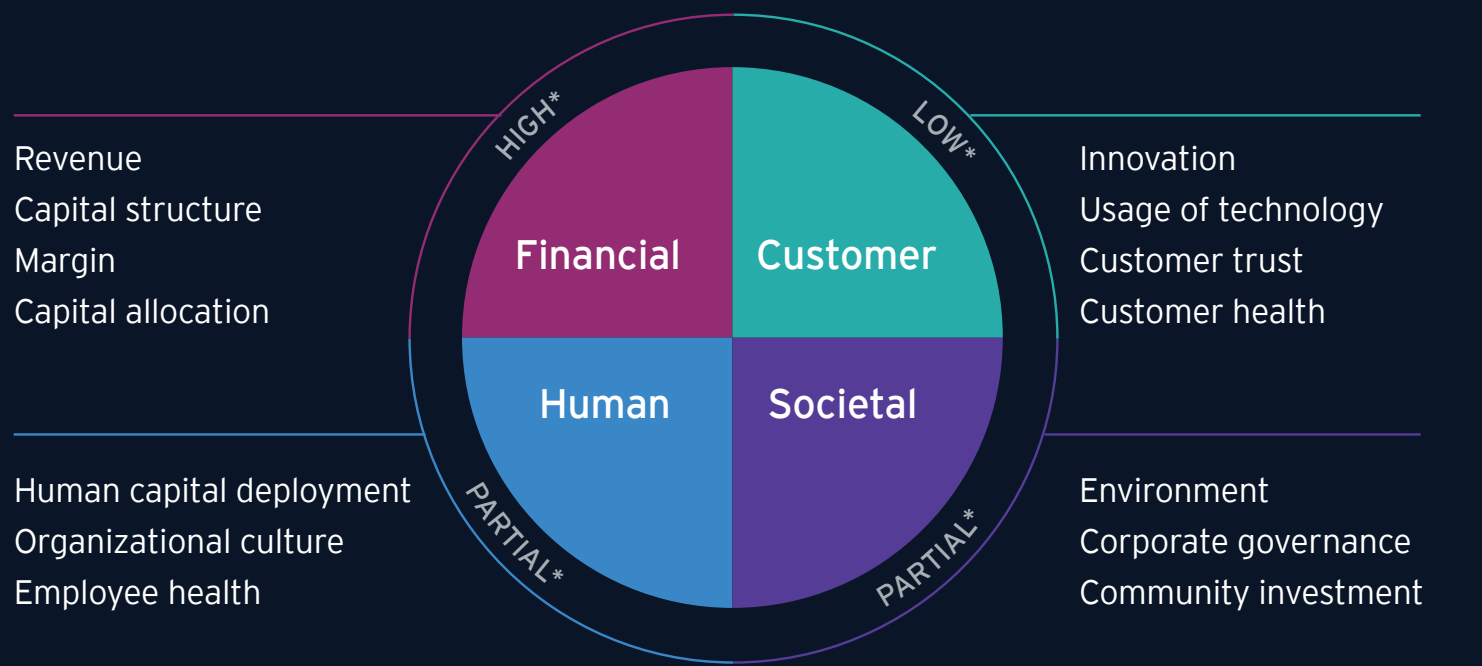 HIGH*
Financial
Revenue
Capital structure
Margin
Capital allocation
LOW*
Customer
Innovation
Usage of technology
Customer trust
Customer health
Human
PARTIAL*
Human capital deployment
Organizational culture
Employee health
Societal
PARTIAL*
Environment
Corporate governance
Community investment